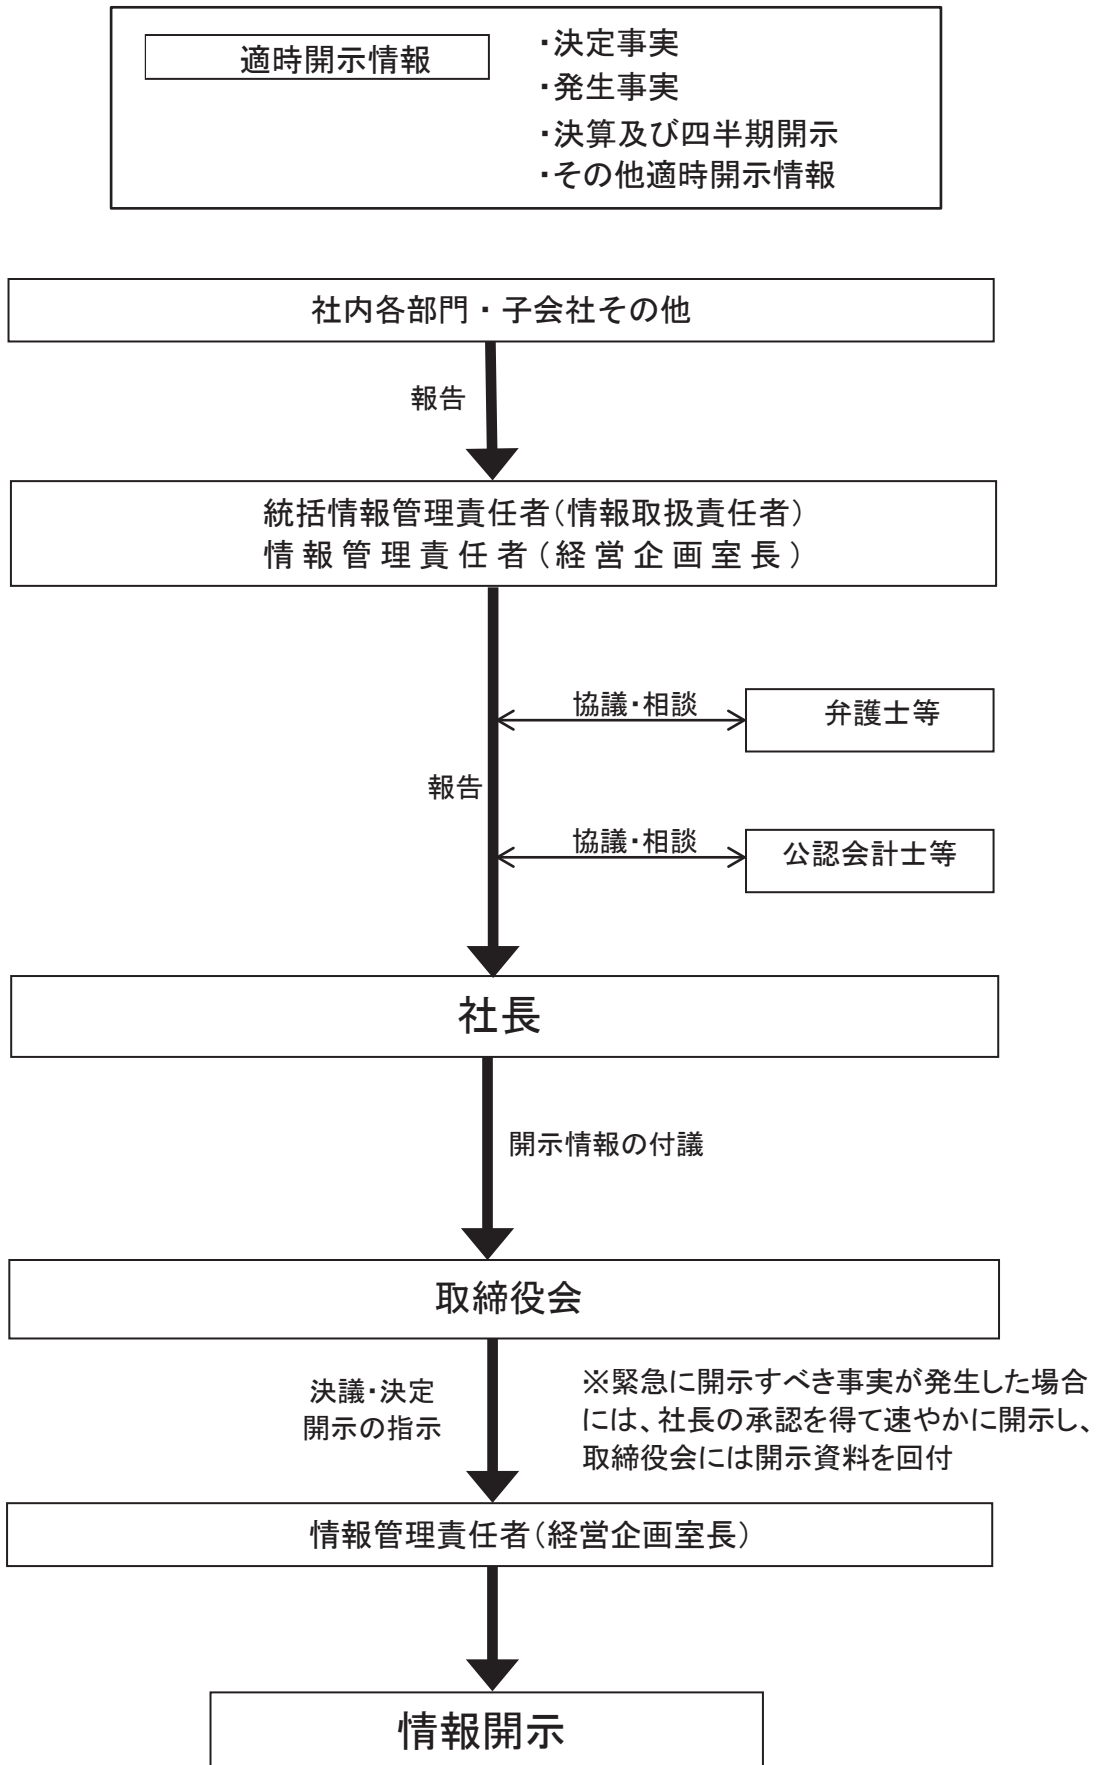 適時開示情報
・決定事実
・発生事実
・決算及び四半期開示
・その他適時開示情報
社内各部門・子会社その他
報告
統括情報管理責任者(情報取扱責任者)
情報管理責任者(経営企画室長)
協議・相談
弁護士等
報告
協議・相談
公認会計士等
社長
開示情報の付議
取締役会
決議・決定
開示の指示
※緊急に開示すべき事実が発生した場合
には、社長の承認を得て速やかに開示し、
取締役会には開示資料を回付
情報管理責任者(経営企画室長)
情報開示